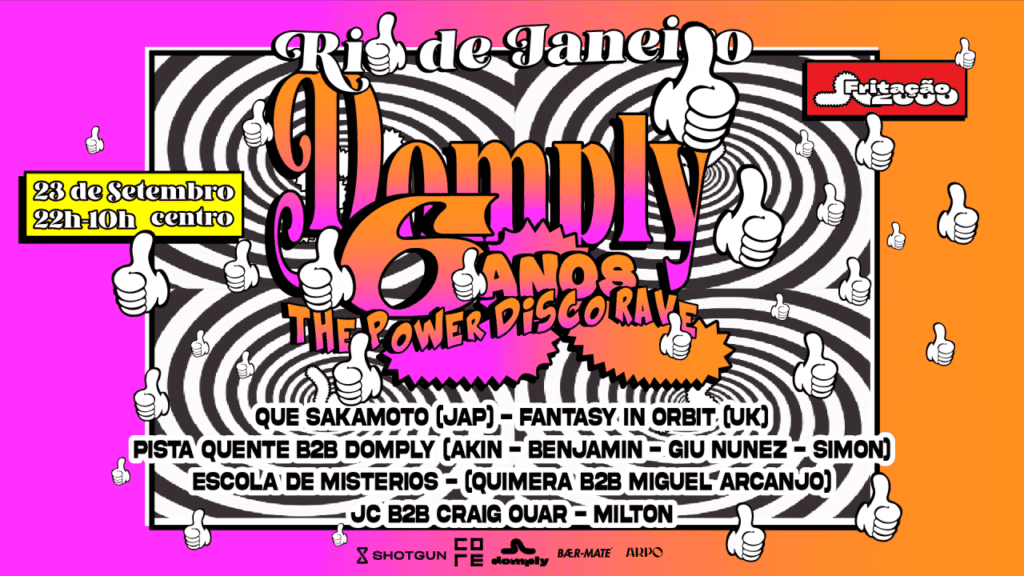 Rio de Janeiro
Fritação
2000
Domply
23 de Setembro
22h-10h centro
6
ANOS
THE POWER DISCO RAVE
QUE SAKAMOTO (JAP) – FANTASY IN ORBIT (UK)
PISTA QUENTE B2B DOMPLY (AKIN – BENJAMIN – GIU NUNEZ – SIMON)
ESCOLA DE MISTERIOS – (QUIMERA B2B MIGUEL ARCANJO)
JC B2B CRAIG OUAR – MILTON
SHOTGUN CORE domply BÆR-MATE ARPO